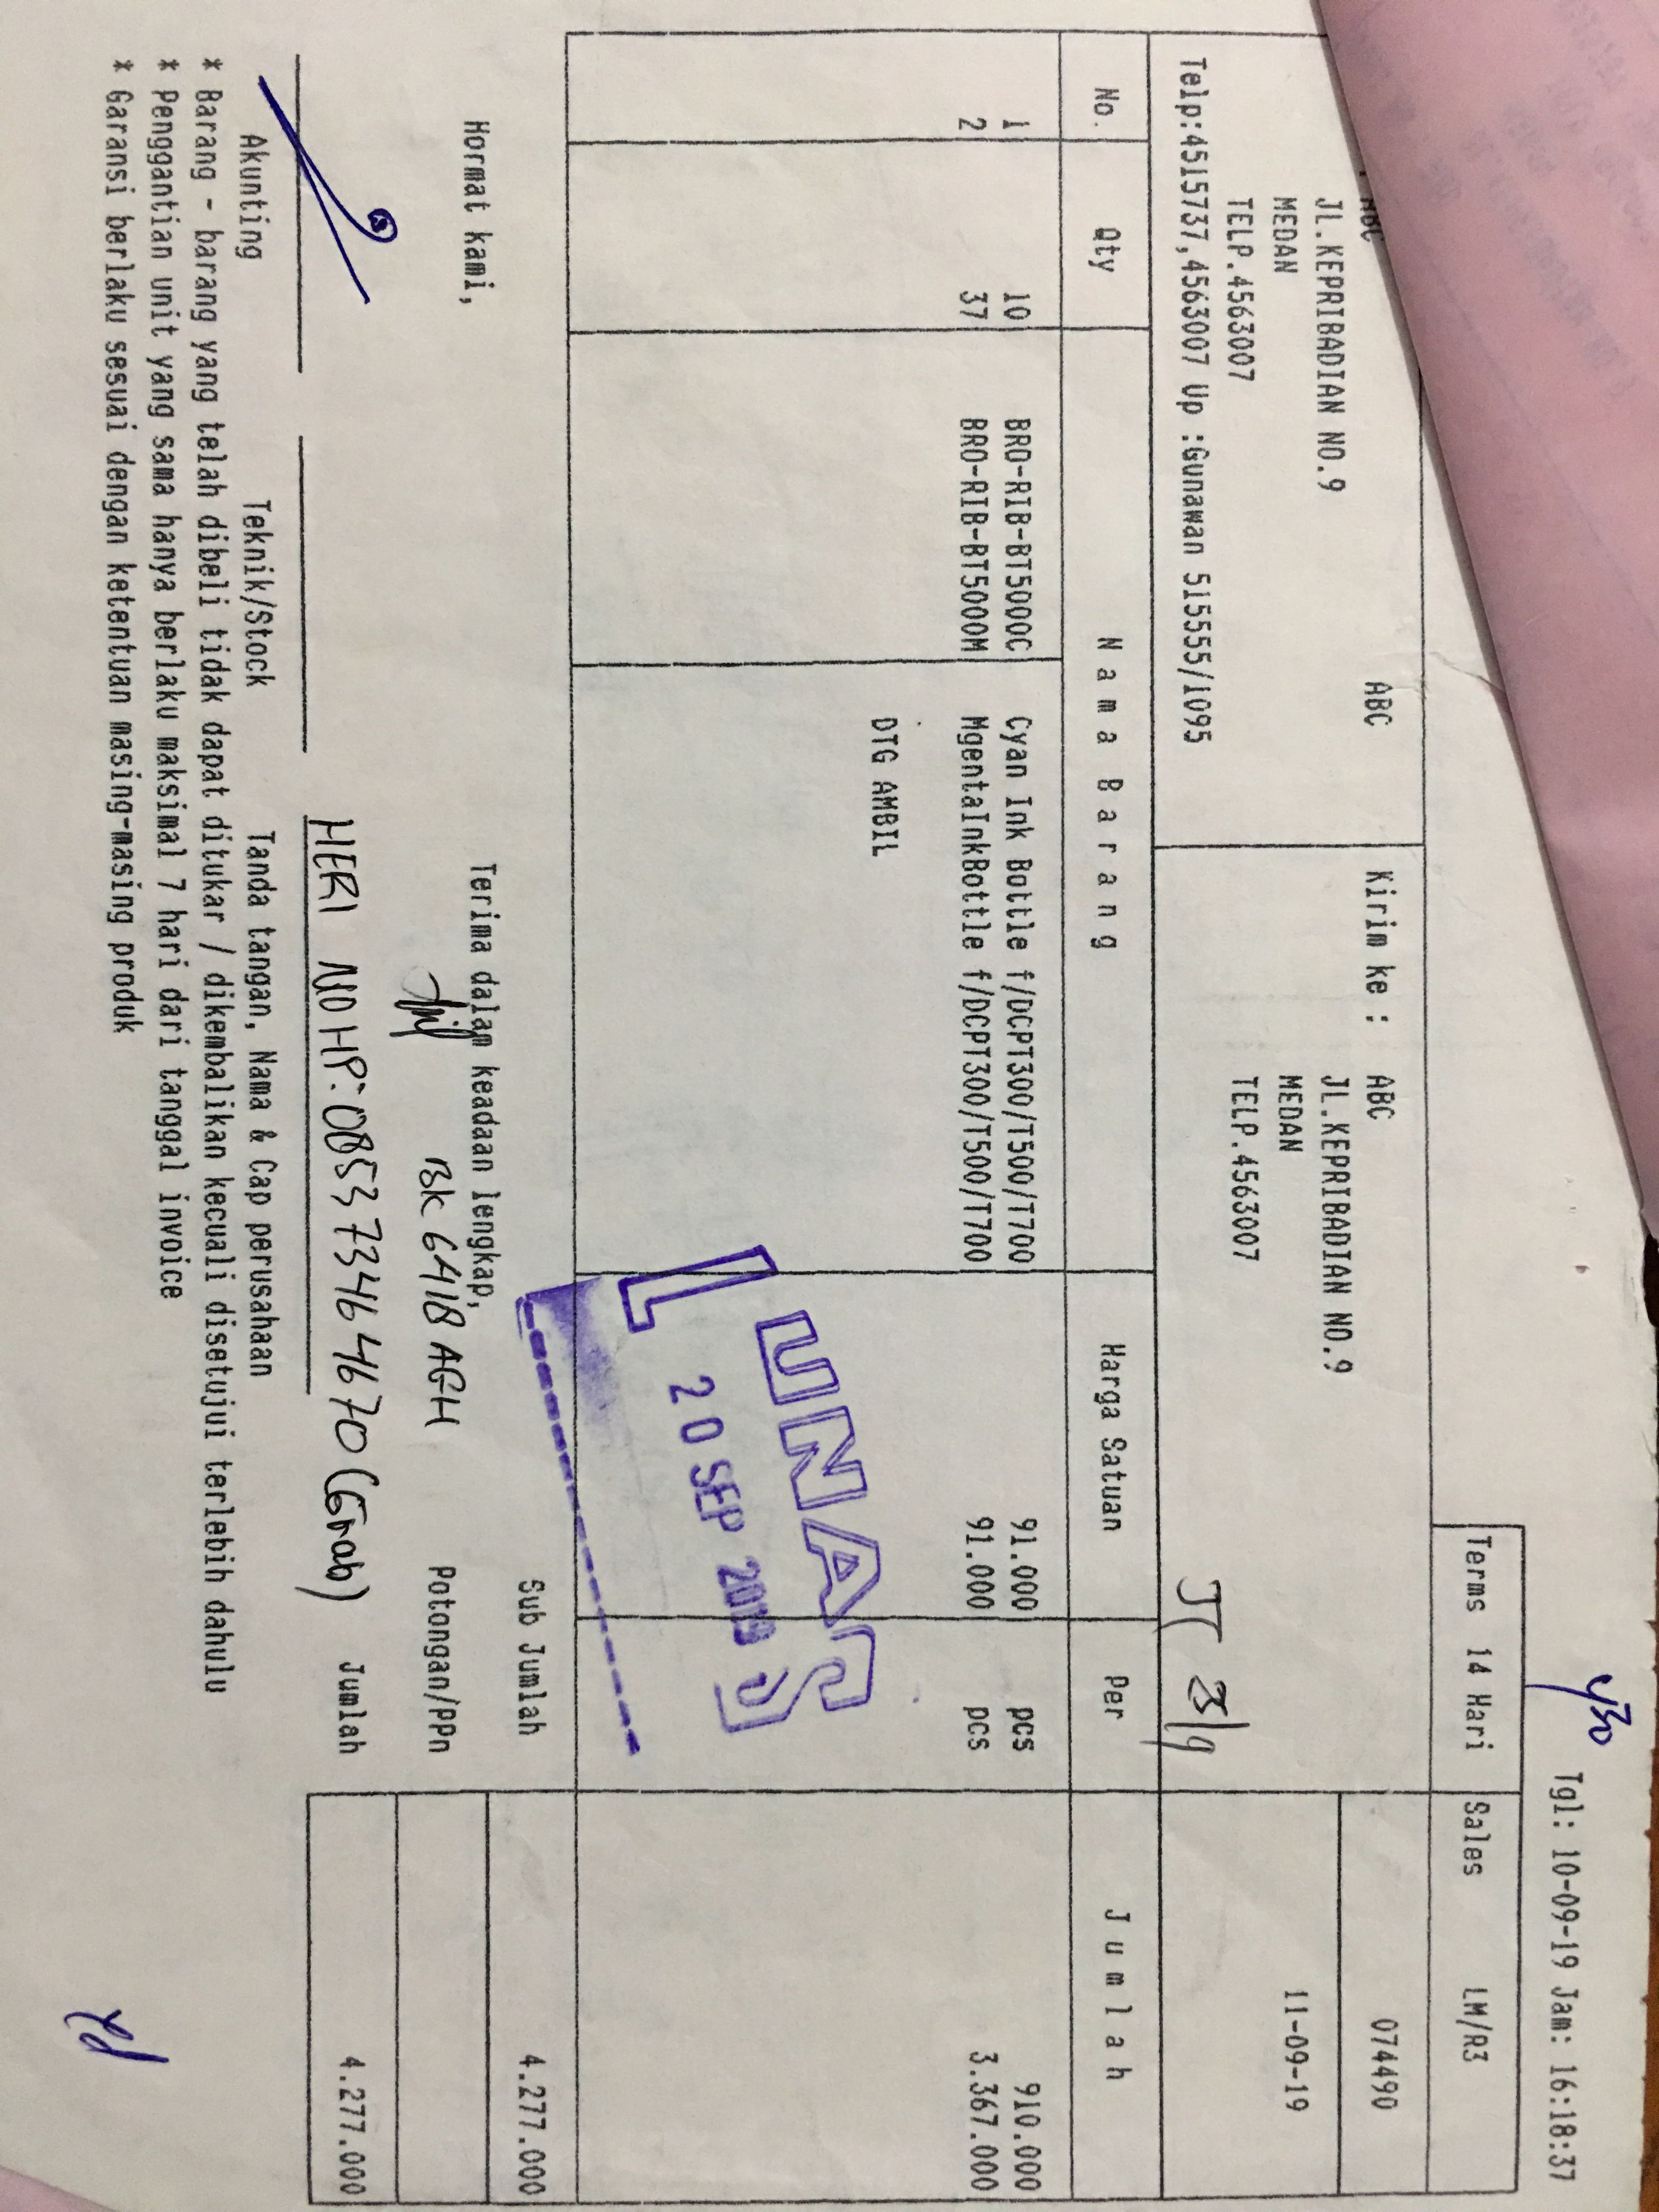 Tgl: 10-09-19 Jam: 16:18:37
Terms 14 Hari Sales LM/R3
ABC ABC Kirim ke : ABC 074490
JL.KEPRIBADIAN NO.9 JL.KEPRIBADIAN NO.9
MEDAN MEDAN 11-09-19
TELP.4563007 TELP.4563007
Telp:4515737,4563007 Up :Gunawan 515555/1095 JT 25/9
No. Qty Nama Barang Harga Satuan Per Jumlah
1 10 BRO-RIB-BT5000C Cyan Ink Bottle f/DCPT300/T500/T700 91.000 pcs 910.000
2 37 BRO-RIB-BT5000M MgentaInkBottle f/DCPT300/T500/T700 91.000 pcs 3.367.000
DTG AMBIL
LUNAS
20 SEP 2019
Sub Jumlah 4.277.000
Hormat kami, Terima dalam keadaan lengkap,
BK 6418 AGH Potongan/PPn
HERI NO HP: 085373464670 (Grab) Jumlah 4.277.000
Akunting Teknik/Stock Tanda tangan, Nama & Cap perusahaan
* Barang - barang yang telah dibeli tidak dapat ditukar / dikembalikan kecuali disetujui terlebih dahulu
* Penggantian unit yang sama hanya berlaku maksimal 7 hari dari tanggal invoice
* Garansi berlaku sesuai dengan ketentuan masing-masing produk